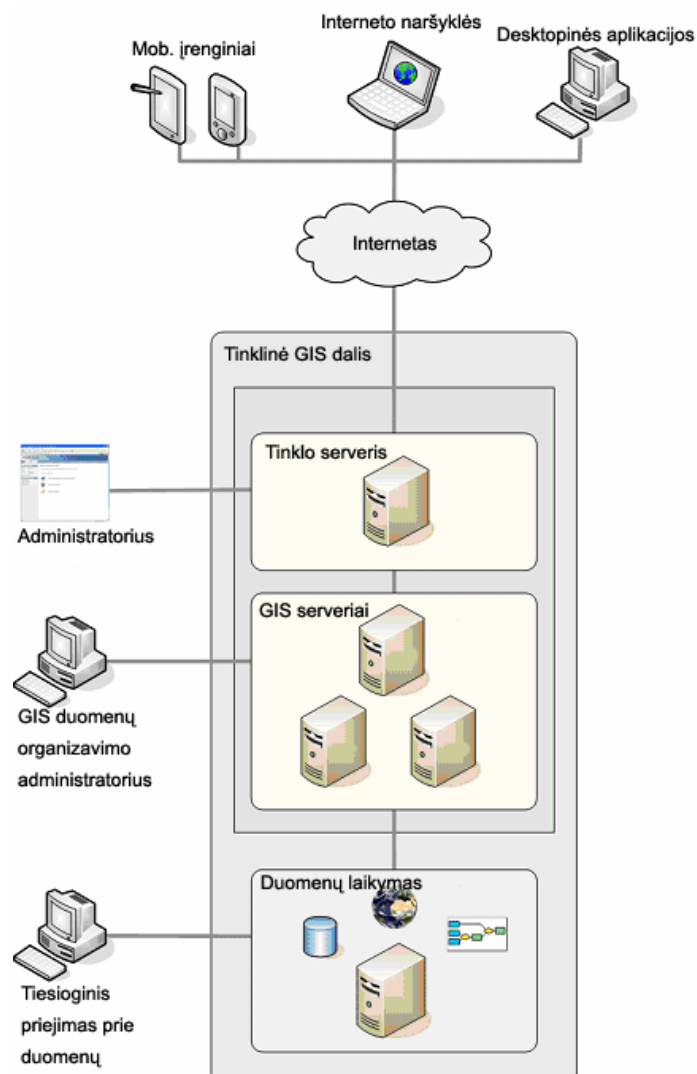 Interneto naršyklės
Desktopinės aplikacijos
Mob. įrenginiai
Internetas
Tinklinė GIS dalis
Tinklo serveris
Administratorius
GIS serveriai
GIS duomenų
organizavimo
administratorius
Duomenų laikymas
Tiesioginis
priejimas prie
duomenų